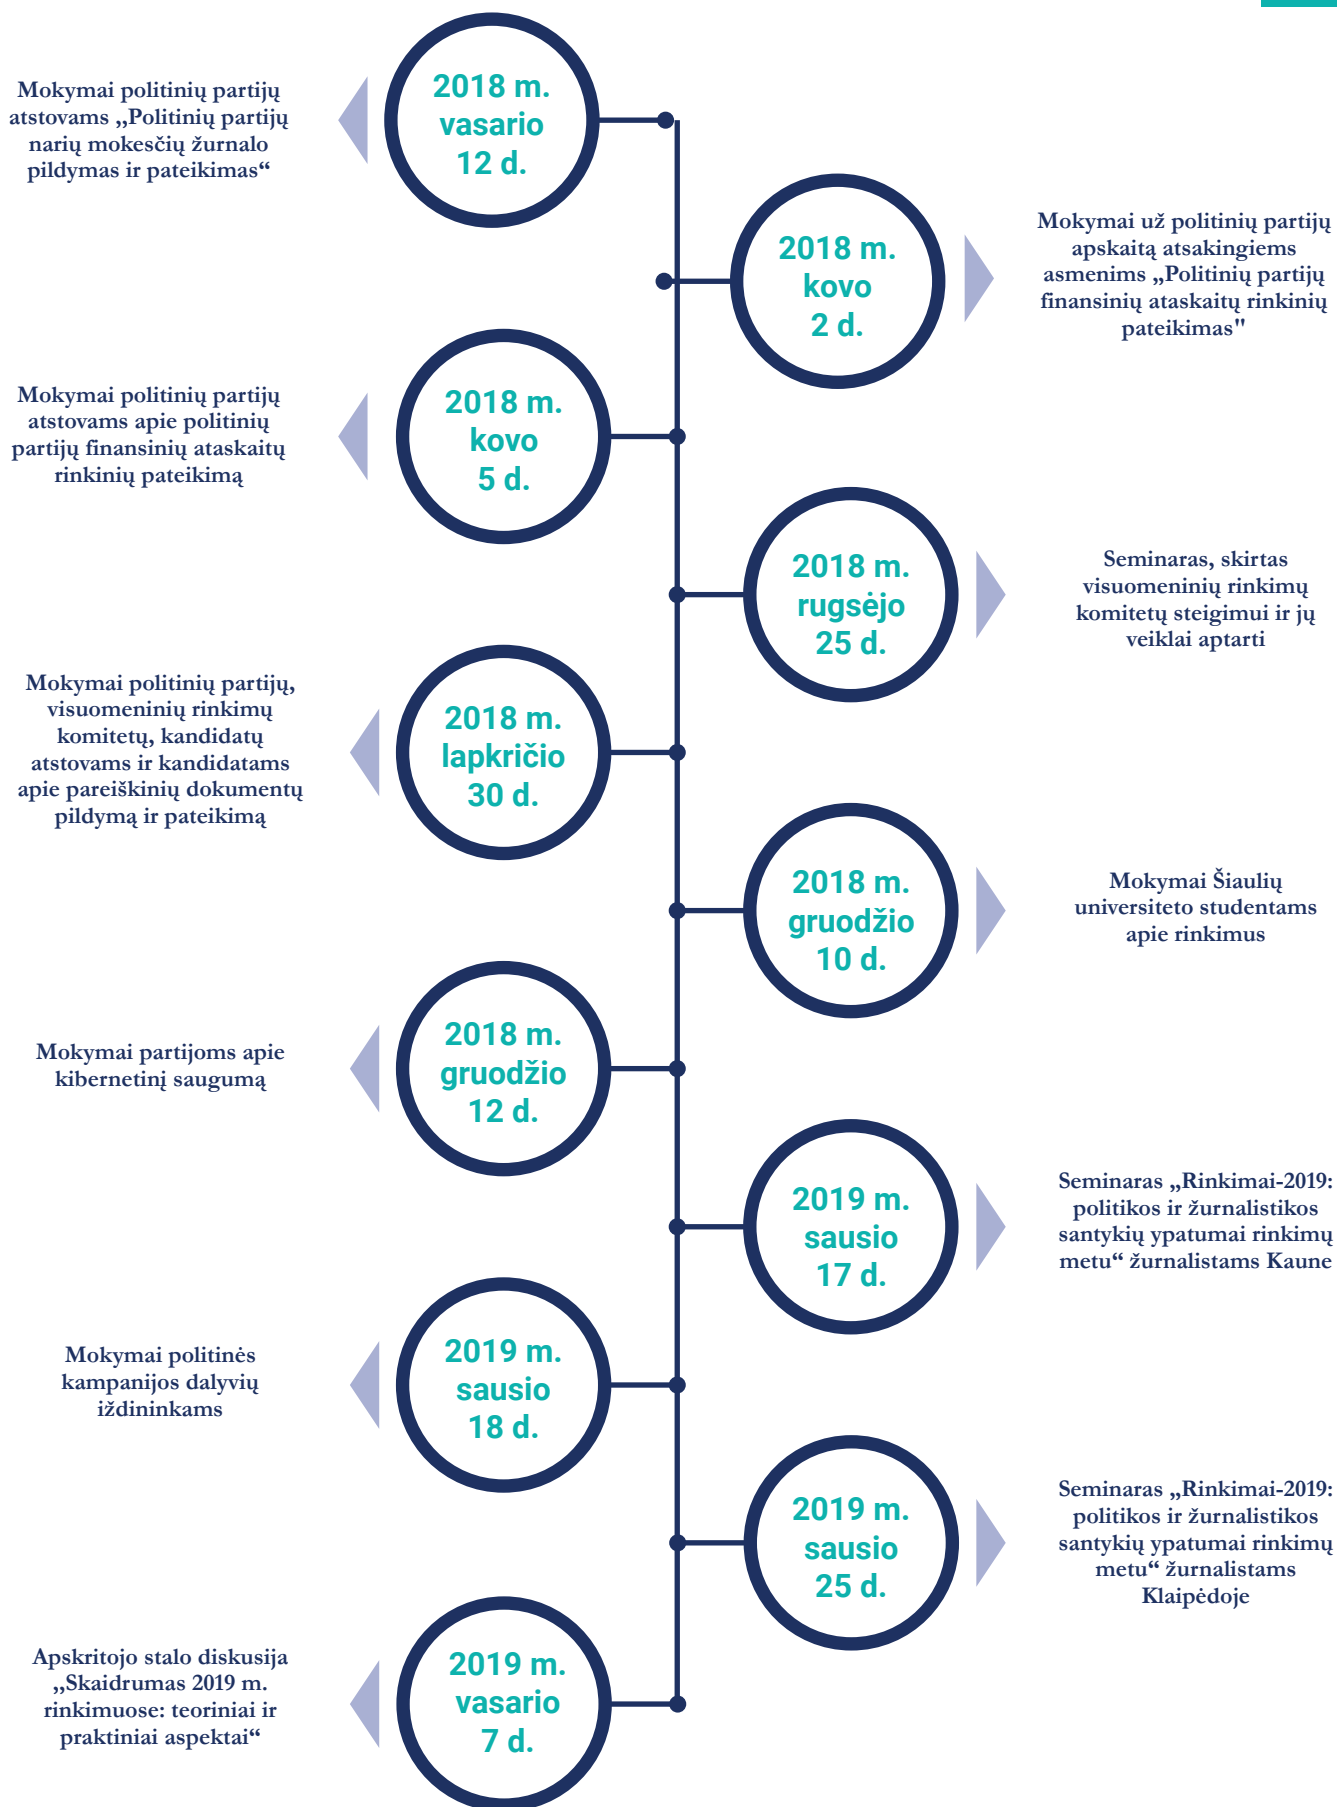 Mokymai politinių partijų
atstovams „Politinių partijų
narių mokesčių žurnalo
pildymas ir pateikimas“
2018 m.
vasario
12 d.
2018 m.
kovo
2 d.
Mokymai už politinių partijų
apskaitą atsakingiems
asmenims „Politinių partijų
finansinių ataskaitų rinkinių
pateikimas"
Mokymai politinių partijų
atstovams apie politinių
partijų finansinių ataskaitų
rinkinių pateikimą
2018 m.
kovo
5 d.
2018 m.
rugsėjo
25 d.
Seminaras, skirtas
visuomeninių rinkimų
komitetų steigimui ir jų
veiklai aptarti
Mokymai politinių partijų,
visuomeninių rinkimų
komitetų, kandidatų
atstovams ir kandidatams
apie pareiškinių dokumentų
pildymą ir pateikimą
2018 m.
lapkričio
30 d.
2018 m.
gruodžio
10 d.
Mokymai Šiaulių
universiteto studentams
apie rinkimus
Mokymai partijoms apie
kibernetinį saugumą
2018 m.
gruodžio
12 d.
2019 m.
sausio
17 d.
Seminaras „Rinkimai-2019:
politikos ir žurnalistikos
santykių ypatumai rinkimų
metu“ žurnalistams Kaune
Mokymai politinės
kampanijos dalyvių
iždininkams
2019 m.
sausio
18 d.
2019 m.
sausio
25 d.
Seminaras „Rinkimai-2019:
politikos ir žurnalistikos
santykių ypatumai rinkimų
metu“ žurnalistams
Klaipėdoje
Apskritojo stalo diskusija
„Skaidrumas 2019 m.
rinkimuose: teoriniai ir
praktiniai aspektai“
2019 m.
vasario
7 d.